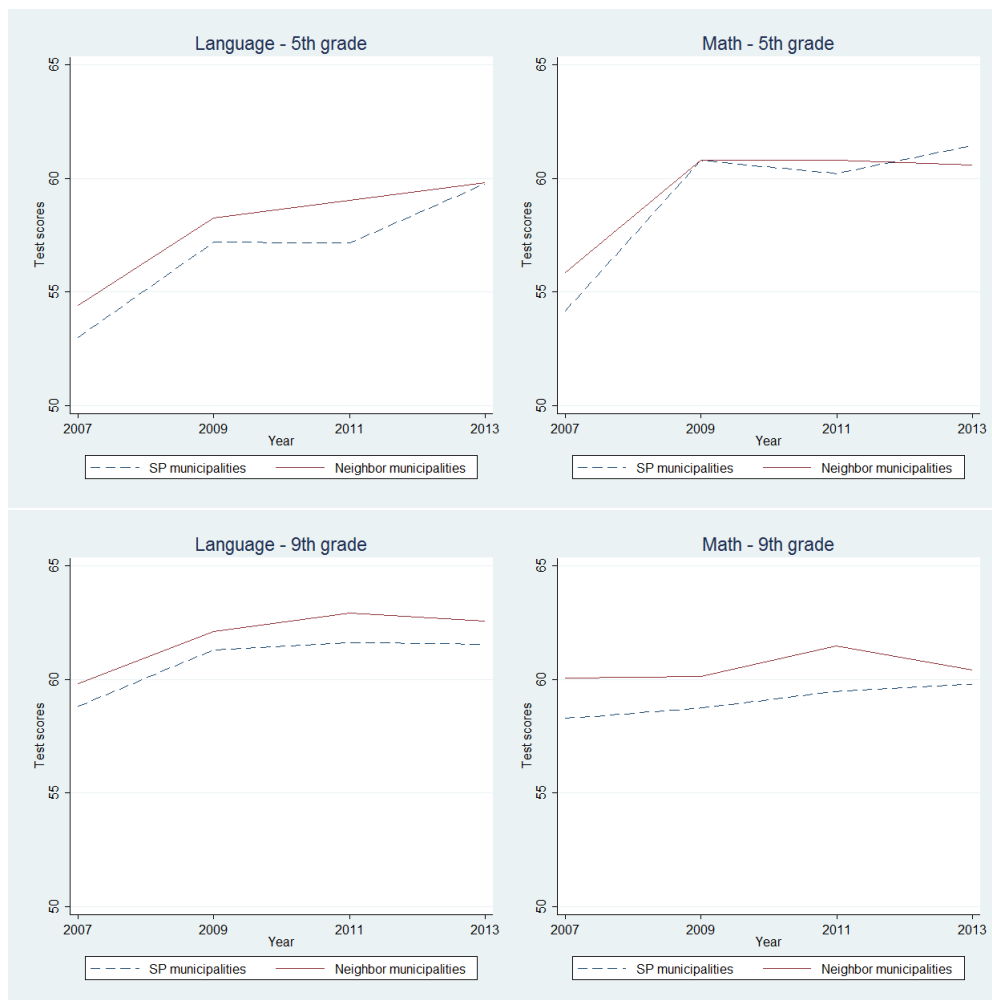 Language - 5th grade
Test scores
65
60
55
50
2007 2009 2011 2013
Year
SP municipalities Neighbor municipalities
Math - 5th grade
Test scores
65
60
55
50
2007 2009 2011 2013
Year
SP municipalities Neighbor municipalities
Language - 9th grade
Test scores
65
60
55
50
2007 2009 2011 2013
Year
SP municipalities Neighbor municipalities
Math - 9th grade
Test scores
65
60
55
50
2007 2009 2011 2013
Year
SP municipalities Neighbor municipalities